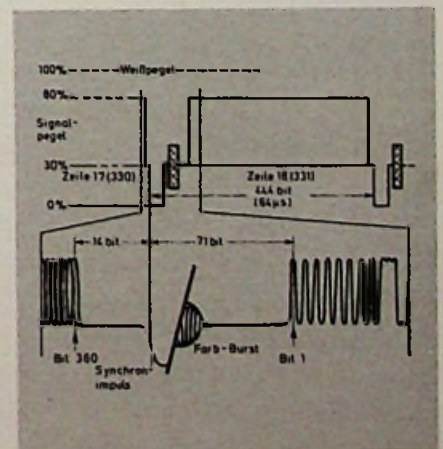 100%
Weißpegel
80%
Signal-
pegel
30%
Zeile 17 (330)
Zeile 18 (331)
444 bit
(64µs)
0%
14 bit
71 bit
Bit 360
Synchron-
impuls
Farb-Burst
Bit 1